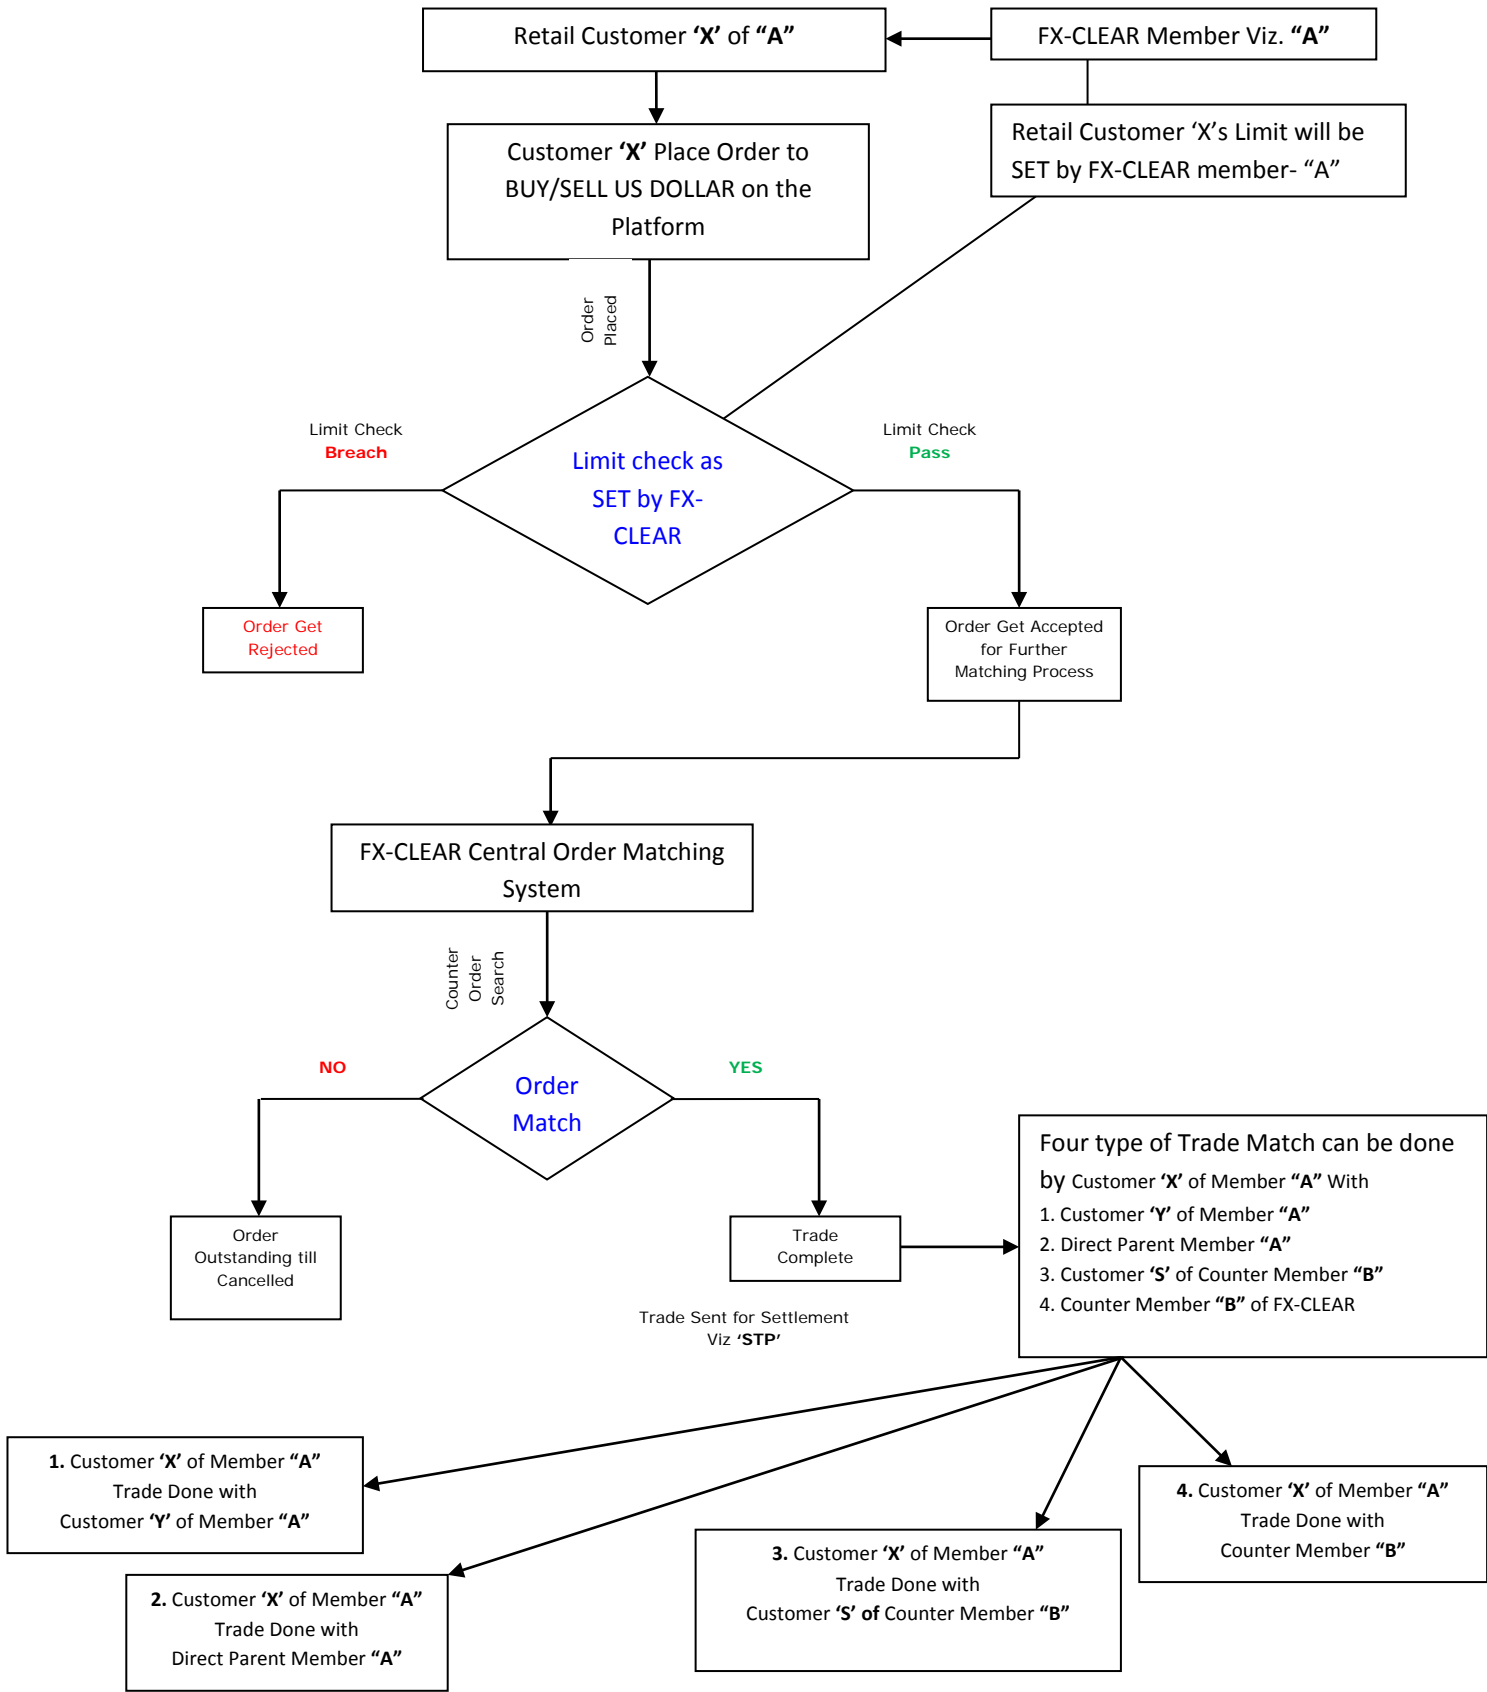 Retail Customer ‘X’ of “A”
FX-CLEAR Member Viz. “A”
Retail Customer ‘X’s Limit will be
SET by FX-CLEAR member- “A”
Customer ‘X’ Place Order to
BUY/SELL US DOLLAR on the
Platform
Order
Placed
Limit Check
Breach
Limit Check
Pass
Limit check as
SET by FX-
CLEAR
Order Get
Rejected
Order Get Accepted
for Further
Matching Process
FX-CLEAR Central Order Matching
System
Counter
Order
Search
NO
YES
Order
Match
Order
Outstanding till
Cancelled
Trade
Complete
Trade Sent for Settlement
Viz ‘STP’
Four type of Trade Match can be done
by Customer ‘X’ of Member “A” With
1. Customer ‘Y’ of Member “A”
2. Direct Parent Member “A”
3. Customer ‘S’ of Counter Member “B”
4. Counter Member “B” of FX-CLEAR
1. Customer ‘X’ of Member “A”
Trade Done with
Customer ‘Y’ of Member “A”
2. Customer ‘X’ of Member “A”
Trade Done with
Direct Parent Member “A”
3. Customer ‘X’ of Member “A”
Trade Done with
Customer ‘S’ of Counter Member “B”
4. Customer ‘X’ of Member “A”
Trade Done with
Counter Member “B”